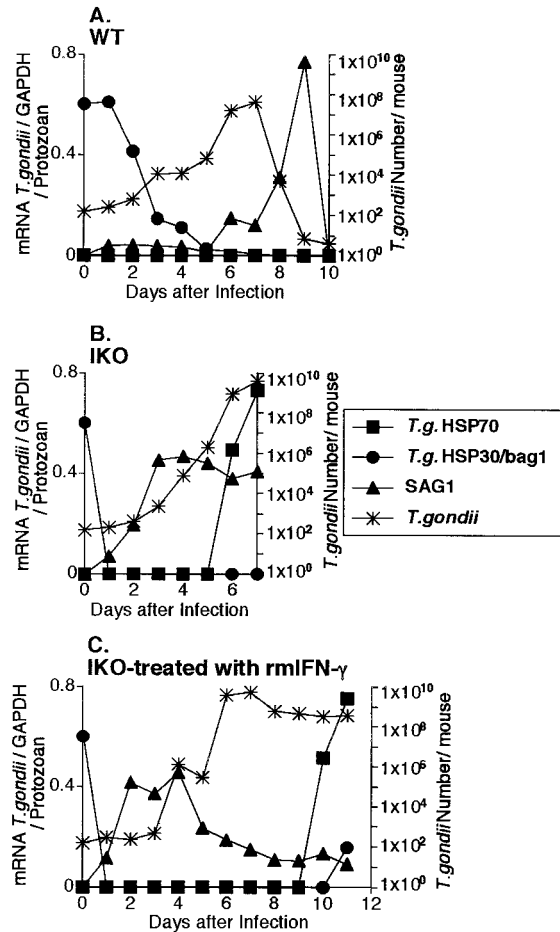 A.
WT
mRNA T.gondii / GAPDH
/ Protozoan
0.8
0.4
0
1x10¹⁰
1x10⁸
1x10⁶
1x10⁴
1x10²
1x10⁰
T.gondii Number/ mouse
0 2 4 6 8 10
Days after Infection
B.
IKO
mRNA T.gondii / GAPDH
/ Protozoan
0.8
0.4
0
1x10¹⁰
1x10⁸
1x10⁶
1x10⁴
1x10²
1x10⁰
T.gondii Number/ mouse
0 2 4 6
Days after Infection
T.g. HSP70
T.g. HSP30/bag1
SAG1
T.gondii
C.
IKO-treated with rmIFN-γ
mRNA T.gondii / GAPDH
/ Protozoan
0.8
0.4
0
1x10¹⁰
1x10⁸
1x10⁶
1x10⁴
1x10²
1x10⁰
T.gondii Number/ mouse
0 2 4 6 8 10 12
Days after Infection